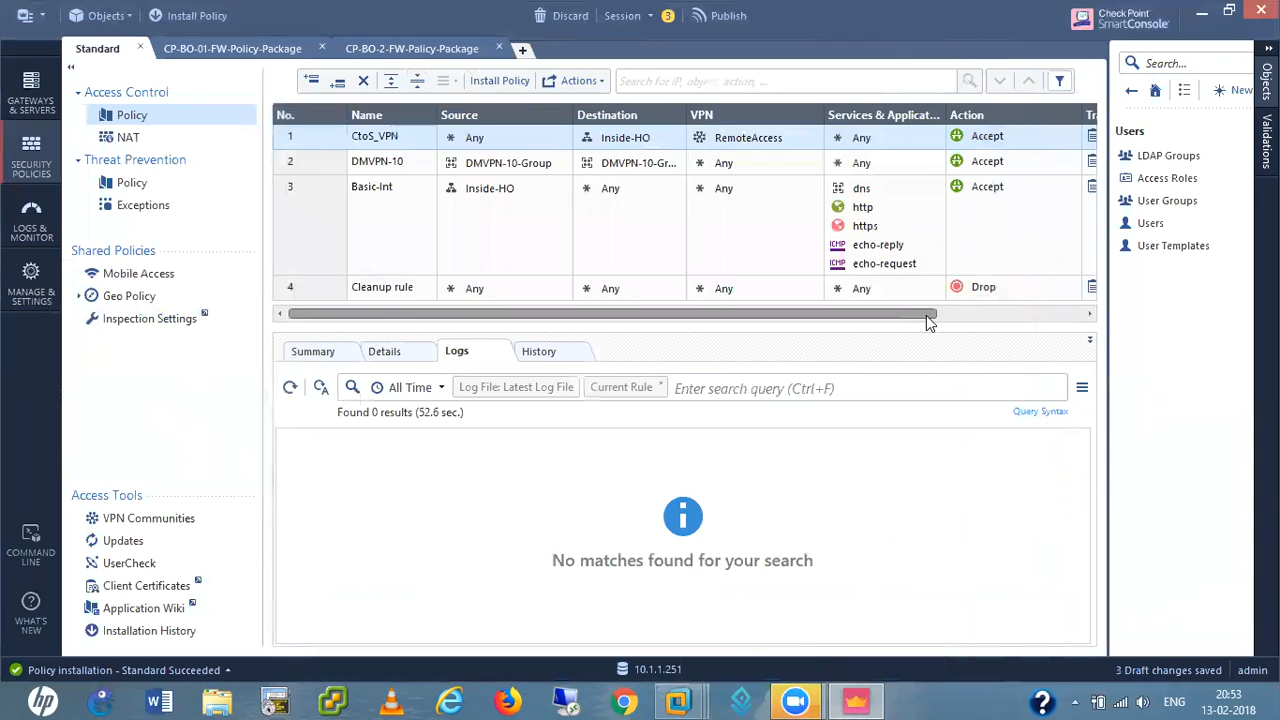 Objects
Install Policy
Discard
Session
3
Publish
Check Point
SmartConsole
Standard
CP-BO-01-FW-Policy-Package
CP-BO-2-FW-Palicy-Package
GATEWAYS
& SERVERS
SECURITY
POLICIES
LOGS &
MONITOR
MANAGE &
SETTINGS
COMMAND
LINE
WHAT'S
NEW
Access Control
Policy
NAT
Threat Prevention
Policy
Exceptions
Shared Policies
Mobile Access
Geo Policy
Inspection Settings
Access Tools
VPN Communities
Updates
UserCheck
Client Certificates
Application Wiki
Installation History
Install Policy
Actions
Search for IP, object, action, ...
No. Name Source Destination VPN Services & Applicat... Action Tr
1 CtoS_VPN Any Inside-HO RemoteAccess Any Accept
2 DMVPN-10 DMVPN-10-Group DMVPN-10-Gr... Any Any Accept
3 Basic-Int Inside-HO Any Any dns Accept
http
https
ICMP echo-reply
ICMP echo-request
4 Cleanup rule Any Any Any Any Drop
Summary
Details
Logs
History
All Time
Log File: Latest Log File
Current Rule
Enter search query (Ctrl+F)
Found 0 results (52.6 sec.)
Query Syntax
No matches found for your search
Search...
New
Users
LDAP Groups
Access Roles
User Groups
Users
User Templates
Objects
Validations
Policy installation - Standard Succeeded
10.1.1.251
3 Draft changes saved
admin
ENG
20:53
13-02-2018